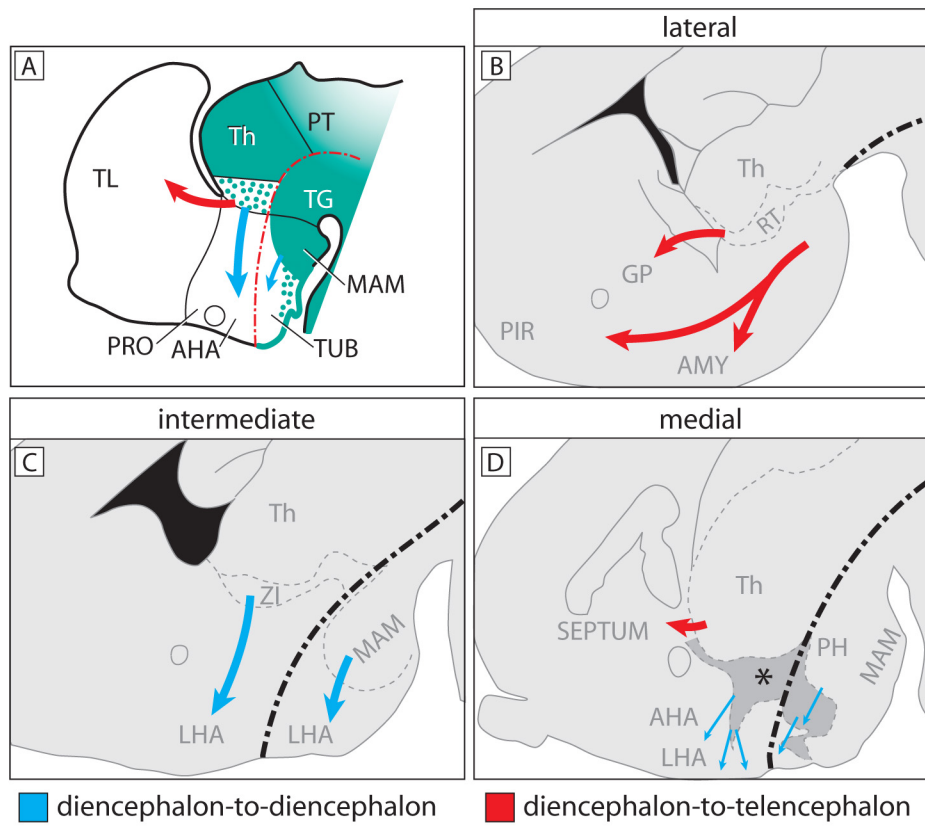 lateral
A
B
Th
PT
TL
TG
MAM
PRO
AHA
TUB
Th
RT
GP
PIR
AMY
intermediate
medial
C
D
Th
ZI
MAM
LHA
LHA
Th
SEPTUM
PH
MAM
*
AHA
LHA
diencephalon-to-diencephalon
diencephalon-to-telencephalon